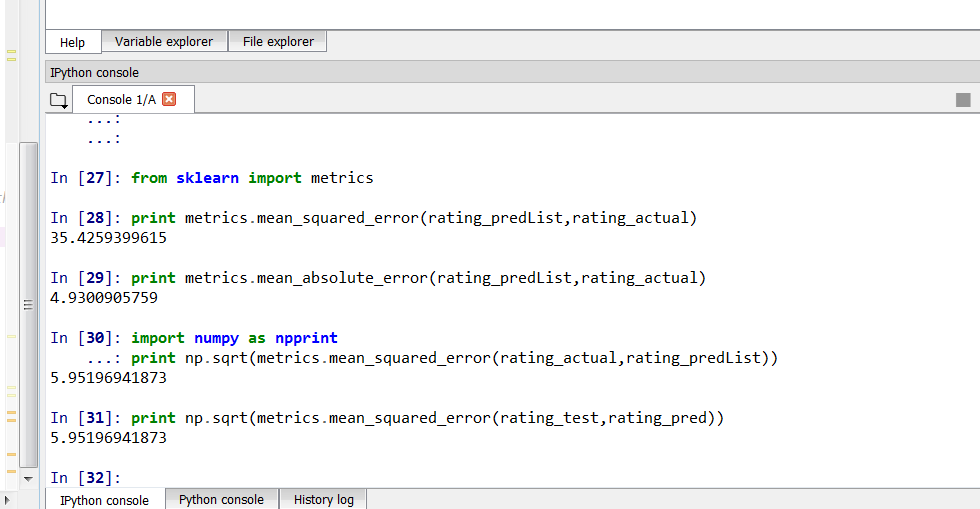 Help Variable explorer File explorer
IPython console
Console 1/A
...:
...:
In [27]: from sklearn import metrics
In [28]: print metrics.mean_squared_error(rating_predList,rating_actual)
35.4259399615
In [29]: print metrics.mean_absolute_error(rating_predList,rating_actual)
4.9300905759
In [30]: import numpy as npprint
...: print np.sqrt(metrics.mean_squared_error(rating_actual,rating_predList))
5.95196941873
In [31]: print np.sqrt(metrics.mean_squared_error(rating_test,rating_pred))
5.95196941873
In [32]:
IPython console Python console History log